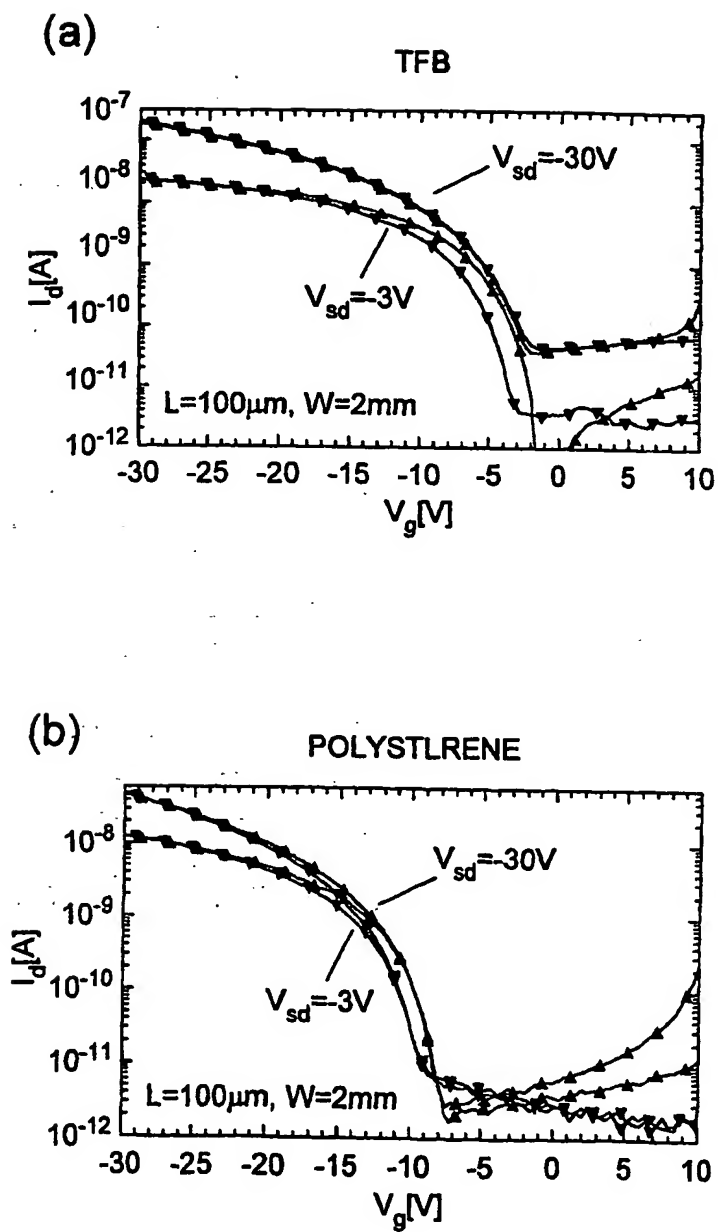 (a)
TFB
10-7
10-8
10-9
10-10
10-11
10-12
Id[A]
Vsd=-30V
Vsd=-3V
L=100μm, W=2mm
-30 -25 -20 -15 -10 -5 0 5 10
Vg[V]
(b)
POLYSTLRENE
10-8
10-9
10-10
10-11
10-12
Id[A]
Vsd=-30V
Vsd=-3V
L=100μm, W=2mm
-30 -25 -20 -15 -10 -5 0 5 10
Vg[V]